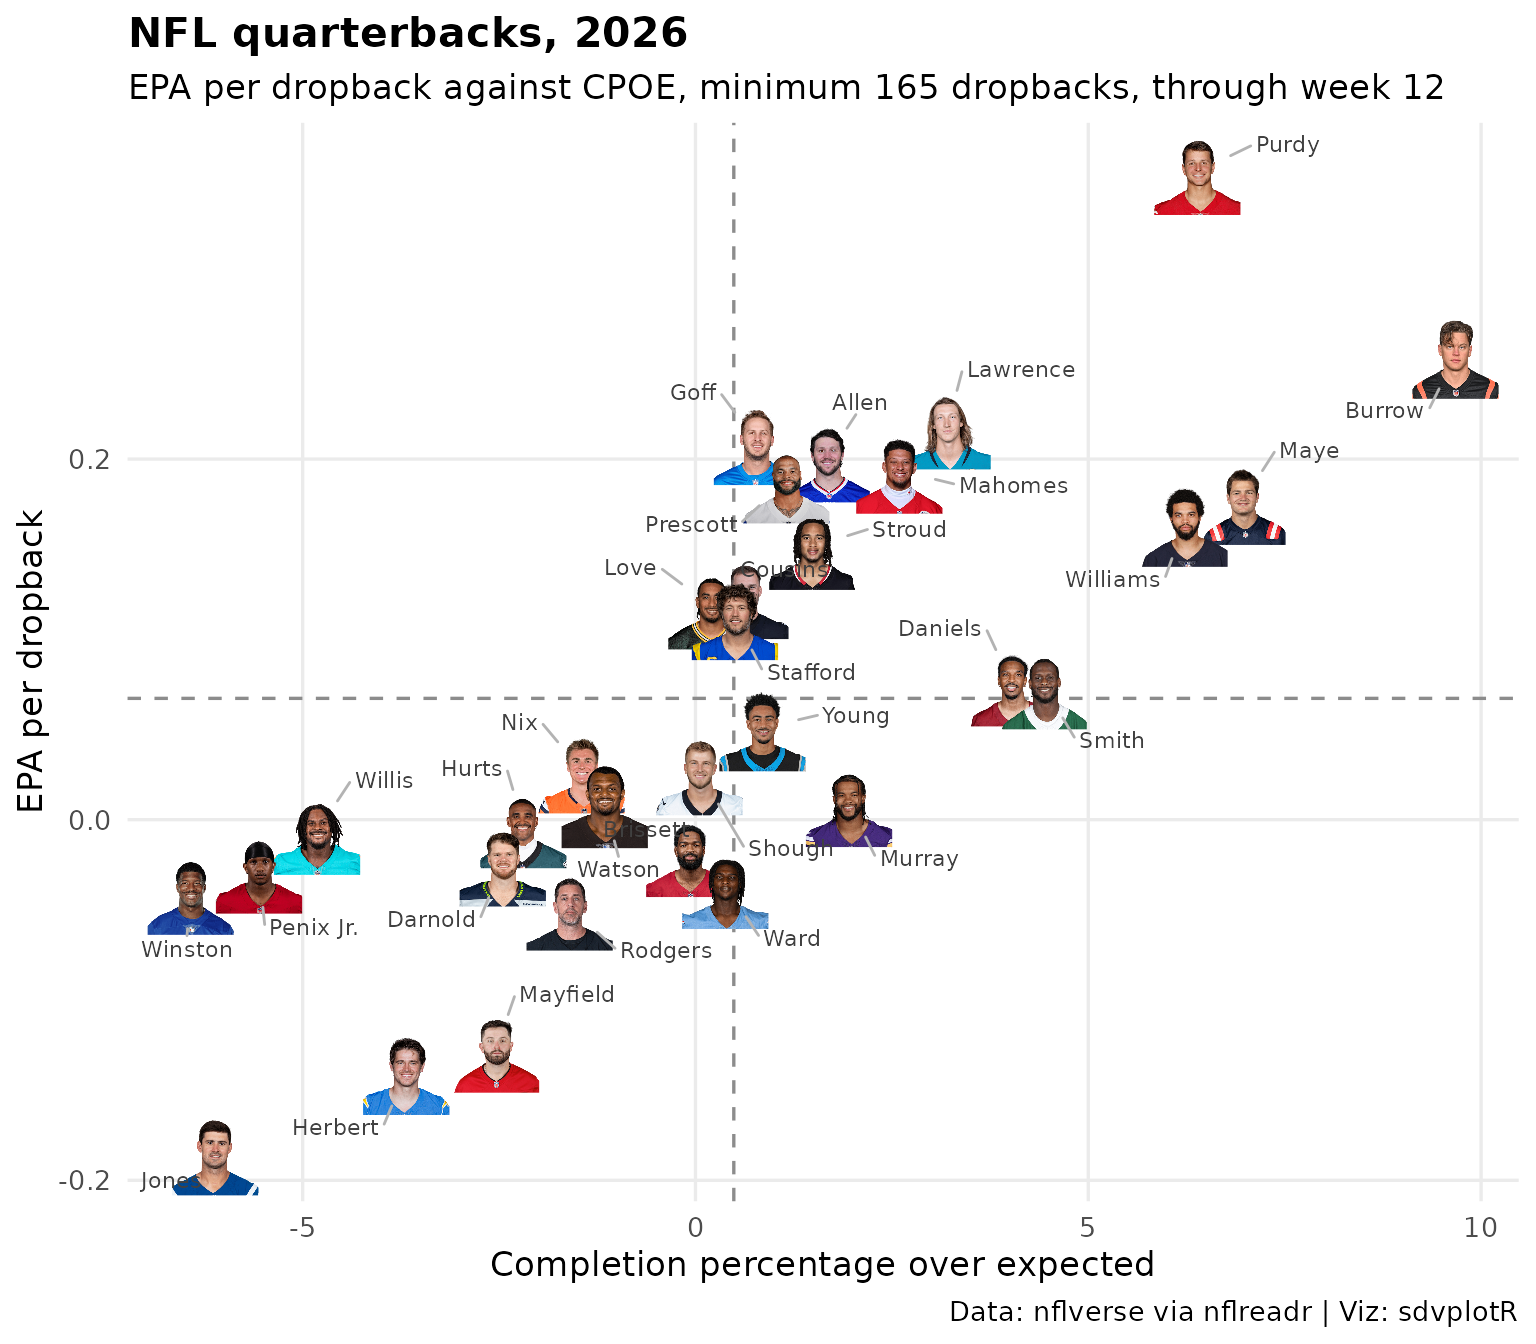 NFL quarterbacks, 2026
EPA per dropback against CPOE, minimum 165 dropbacks, through week 12
Purdy
Burrow
Lawrence
Goff
Allen
Maye
0.2
Mahomes
Prescott
Stroud
Love
Cousins
Williams
Daniels
Stafford
Young
Nix
Smith
Hurts
Willis
0.0
Brissett
Shough
Murray
Watson
Darnold
Penix Jr.
Ward
Winston
Rodgers
Mayfield
Herbert
Jones
-0.2
-5
0
5
10
EPA per dropback
Completion percentage over expected
Data: nflverse via nflreadr | Viz: sdvplotR